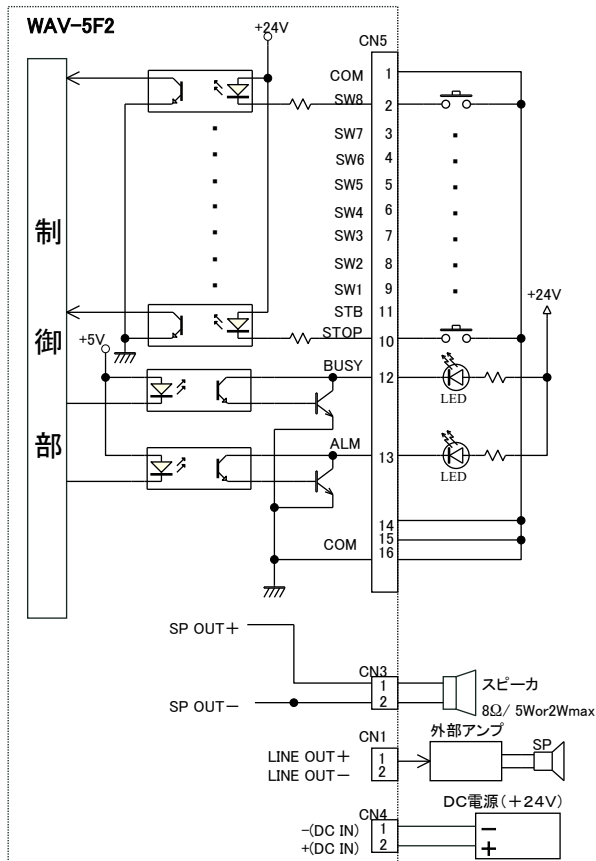 WAV-5F2
+24V
CN5
COM 1
SW8 2
SW7 3
SW6 4
SW5 5
SW4 6
SW3 7
SW2 8
SW1 9
STB 11
STOP 10
+24V
制御部
+5V
BUSY 12
LED
ALM 13
LED
14
15
COM 16
SP OUT+
SP OUT-
CN3
1
2
スピーカ
8Ω/ 5Wor2Wmax
CN1
LINE OUT+ 1
LINE OUT- 2
外部アンプ
SP
CN4
-(DC IN) 1
+(DC IN) 2
DC電源(+24V)
-
+